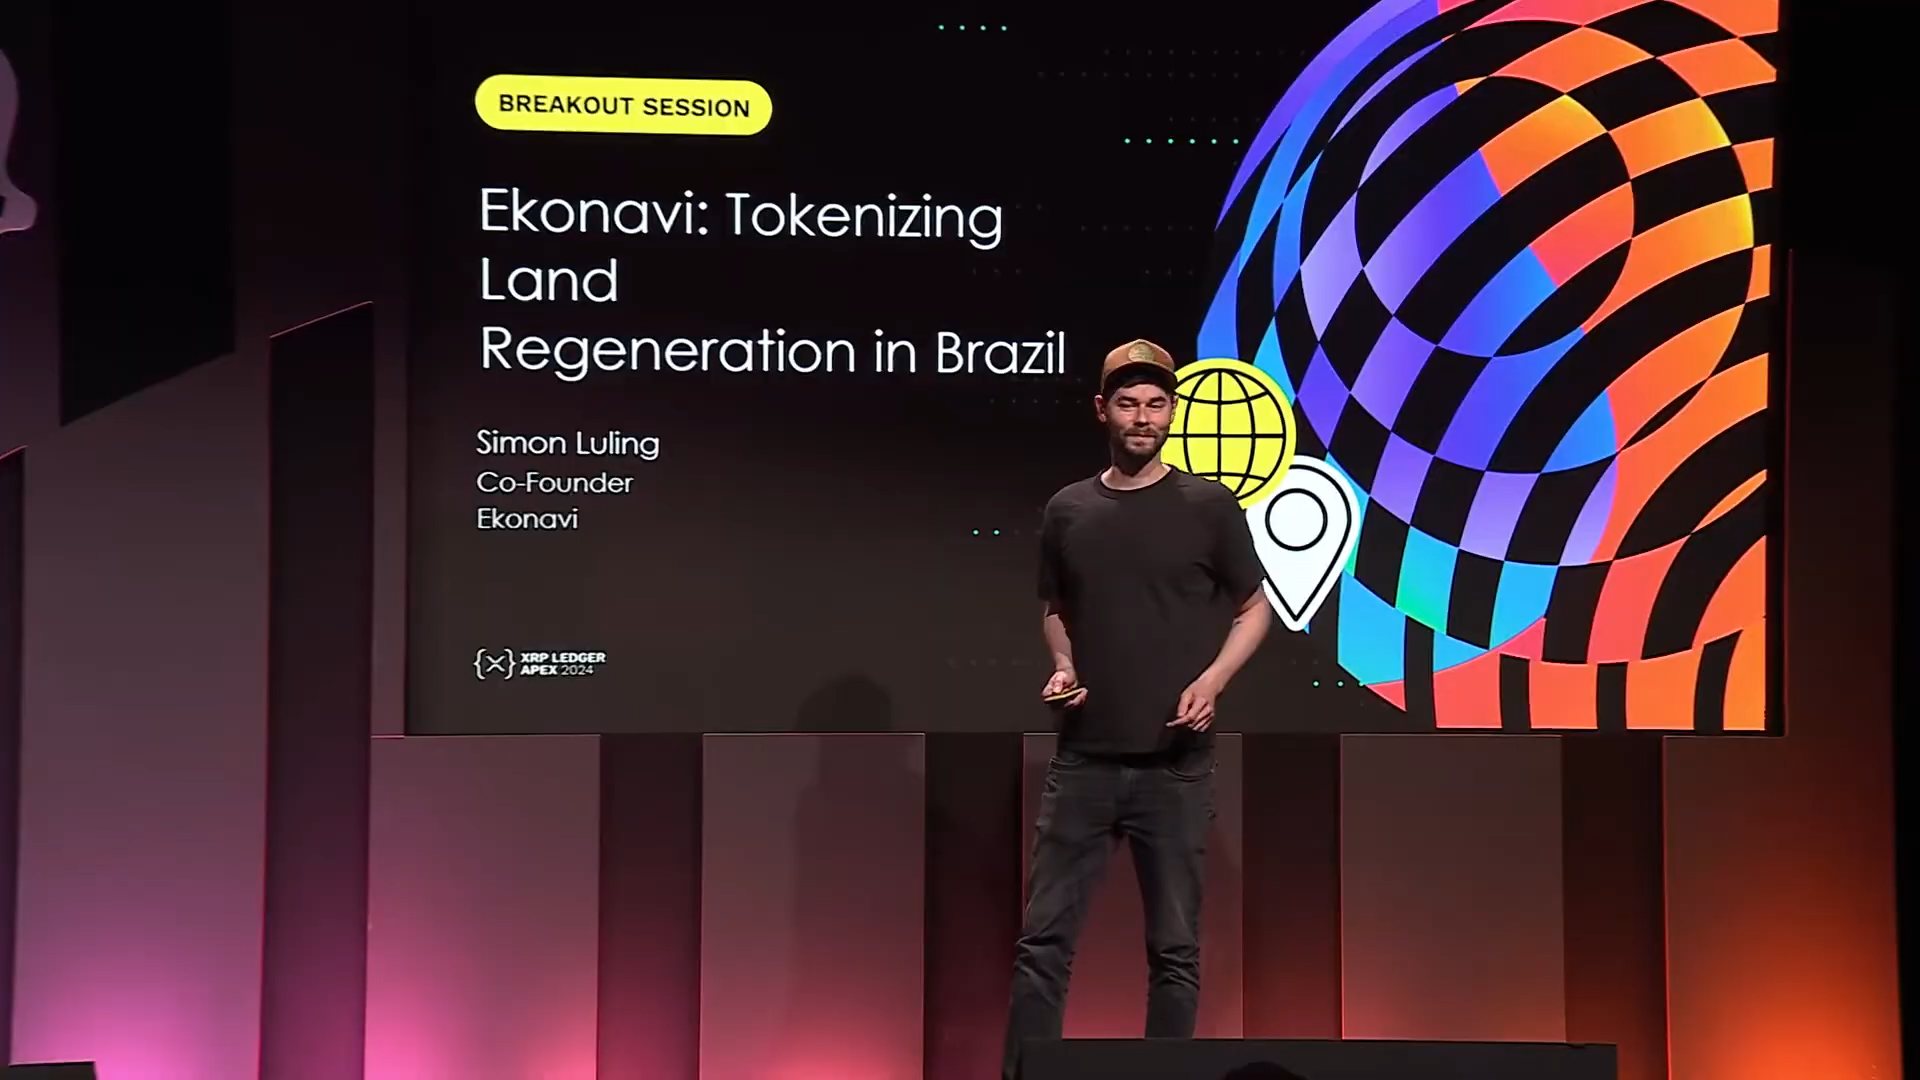 BREAKOUT SESSION
Ekonavi: Tokenizing
Land
Regeneration in Brazil
Simon Luling
Co-Founder
Ekonavi
XRP LEDGER
APEX 2024